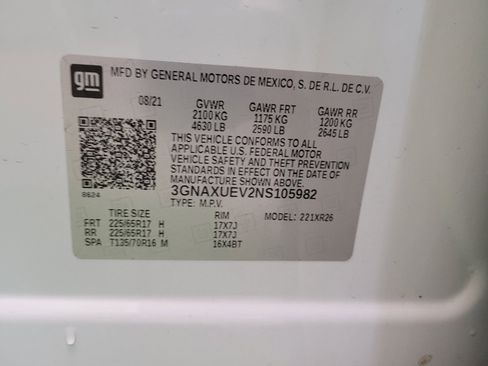 gm
MFD BY GENERAL MOTORS DE MEXICO, S. DE R.L. DE C.V.
08/21 GVWR GAWR FRT GAWR RR
2100 KG 1175 KG 1200 KG
4630 LB 2590 LB 2645 LB
THIS VEHICLE CONFORMS TO ALL
APPLICABLE U.S. FEDERAL MOTOR
VEHICLE SAFETY AND THEFT PREVENTION
STANDARDS IN EFFECT ON THE DATE OF
MANUFACTURE SHOWN ABOVE.
8624 3GNAXUEV2NS105982
TYPE: M.P.V.
TIRE SIZE RIM MODEL: 221XR26
FRT 225/65R17 H 17X7J
RR 225/65R17 H 17X7J
SPA T135/70R16 M 16X4BT